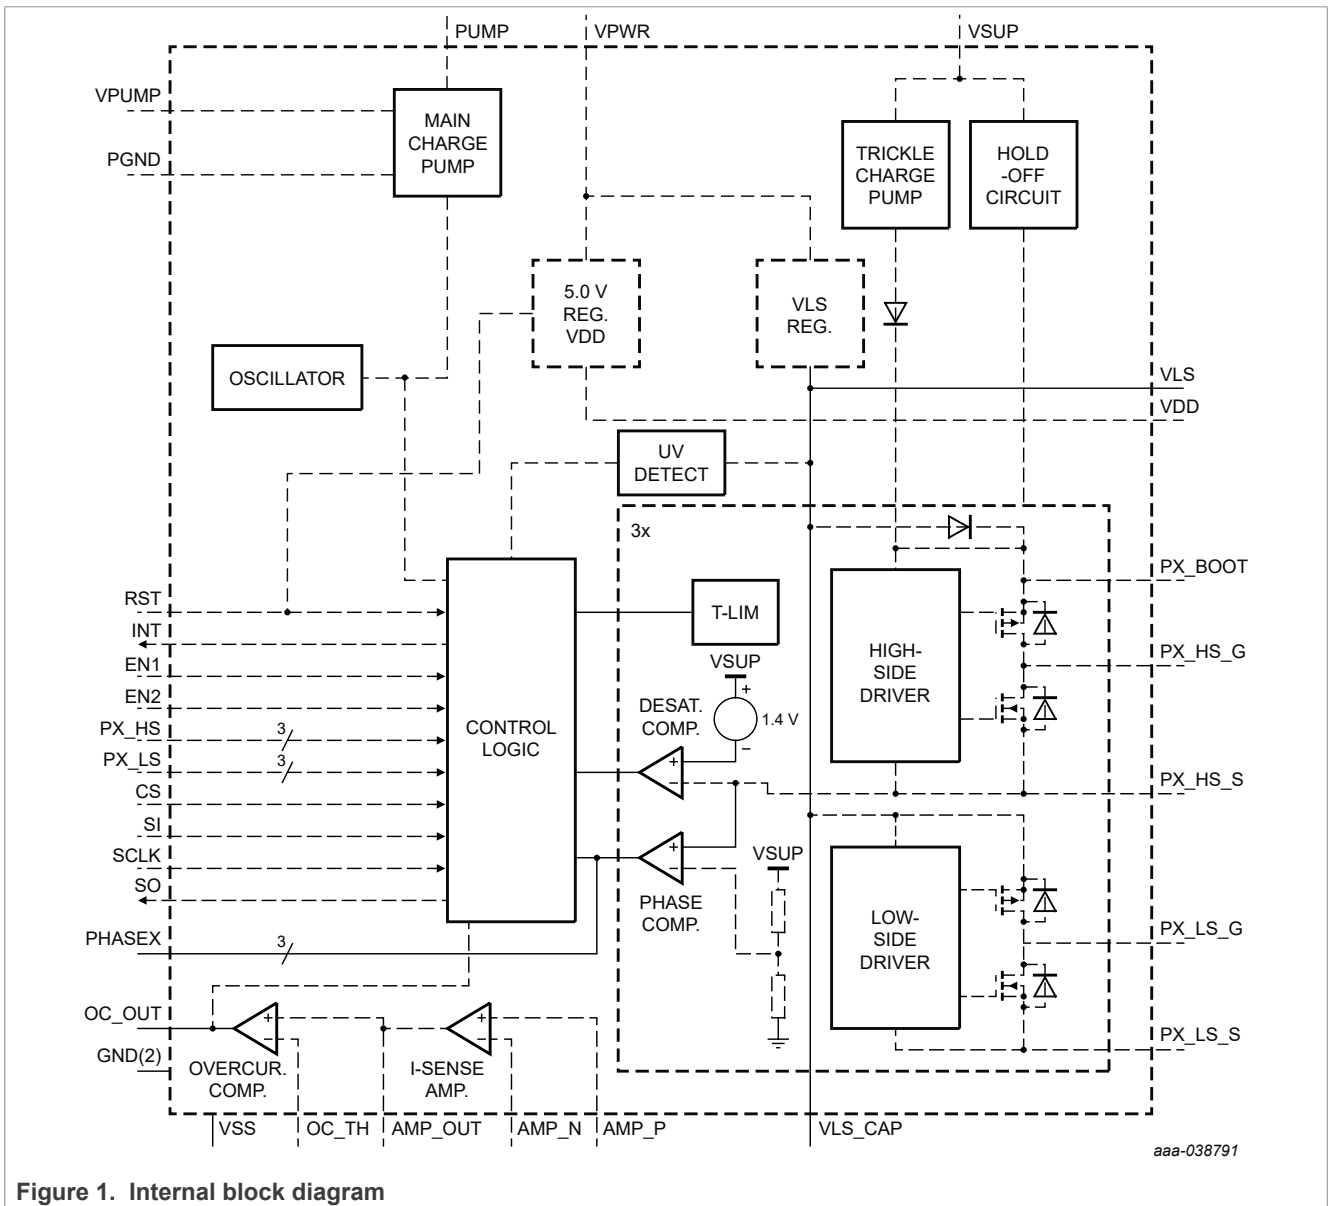 PUMP
VPWR
VSUP
VPUMP
PGND
MAIN
CHARGE
PUMP
TRICKLE
CHARGE
PUMP
HOLD
-OFF
CIRCUIT
5.0 V
REG.
VDD
VLS
REG.
OSCILLATOR
VLS
VDD
UV
DETECT
3x
PX_BOOT
RST
INT
EN1
EN2
PX_HS
3
PX_LS
3
CS
SI
SCLK
SO
PHASEX
3
CONTROL
LOGIC
T-LIM
VSUP
+
1.4 V
–
DESAT.
COMP.
+
–
HIGH-
SIDE
DRIVER
PX_HS_G
PX_HS_S
+
–
PHASE
COMP.
VSUP
LOW-
SIDE
DRIVER
PX_LS_G
PX_LS_S
OC_OUT
GND(2)
+
–
OVERCUR.
COMP.
+
–
I-SENSE
AMP.
VSS
OC_TH
AMP_OUT
AMP_N
AMP_P
VLS_CAP
aaa-038791
Figure 1. Internal block diagram